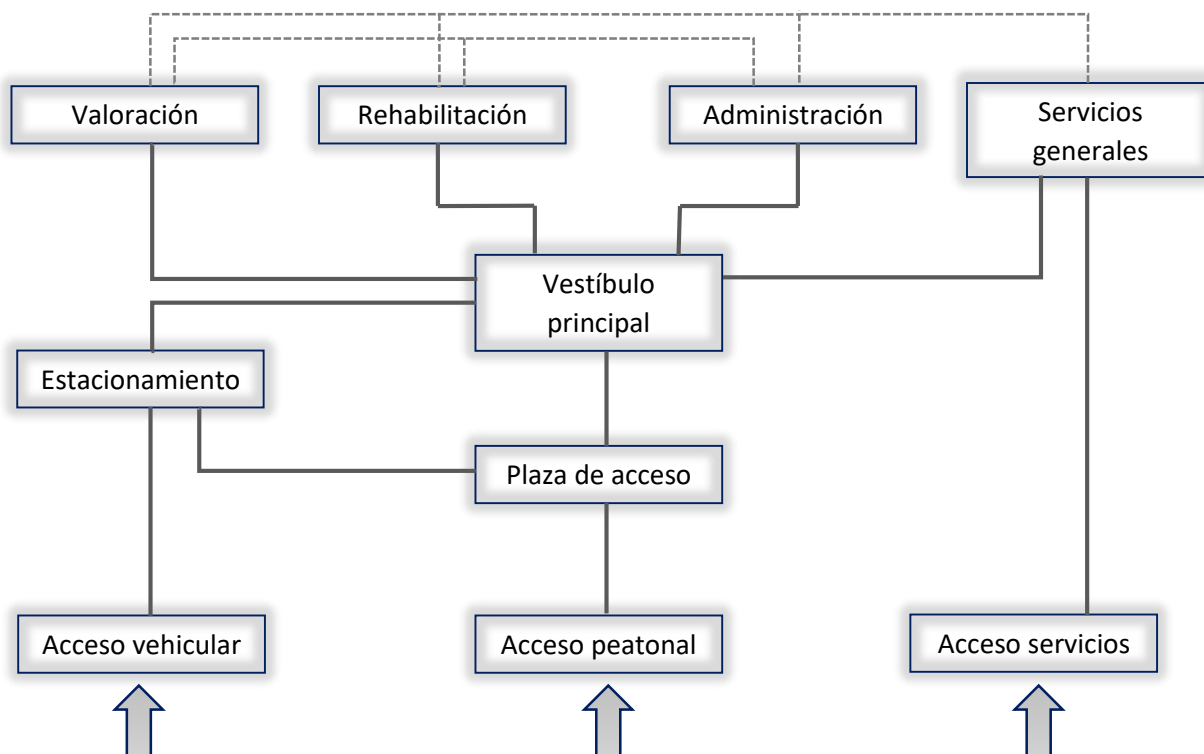 Valoración
Rehabilitación
Administración
Servicios
generales
Vestíbulo
principal
Estacionamiento
Plaza de acceso
Acceso vehicular
Acceso peatonal
Acceso servicios